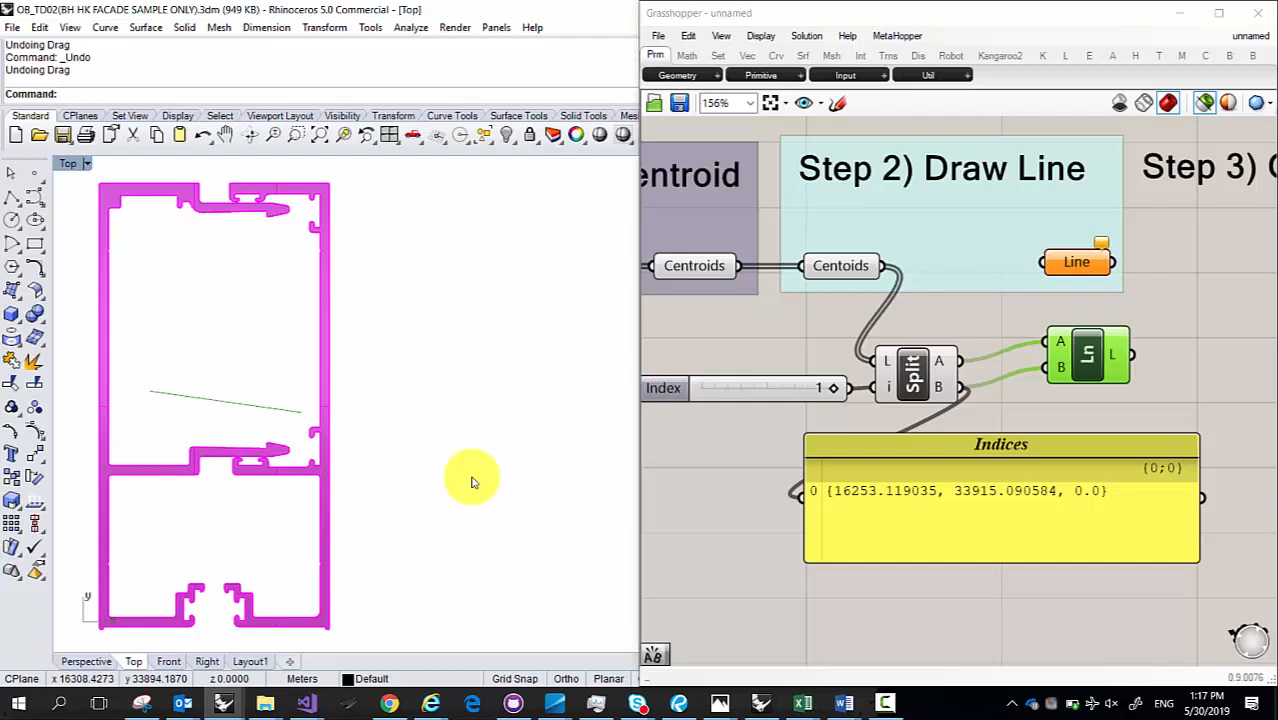 OB_TD02(BH HK FACADE SAMPLE ONLY).3dm (949 KB) - Rhinoceros 5.0 Commercial - [Top]
File Edit View Curve Surface Solid Mesh Dimension Transform Tools Analyze Render Panels Help
Undoing Drag
Command: _Undo
Undoing Drag
Command:
Standard CPlanes Set View Display Select Viewport Layout Visibility Transform Curve Tools Surface Tools Solid Tools Mes
Top
y
Perspective Top Front Right Layout1
CPlane x 16308.4273 y 33894.1870 z 0.0000 Meters Default Grid Snap Ortho Planar
Grasshopper - unnamed
File Edit View Display Solution Help MetaHopper unnamed
Prm Math Set Vec Crv Srf Msh Int Trns Dis Robot Kangaroo2 K L E A H T M C B B
Geometry Primitive Input Util
156%
entroid
Step 2) Draw Line
Step 3) C
Centroids
Centoids
Line
L A
i B
Split
A
B
Ln
L
Index 1
Indices
{0;0}
0 {16253.119035, 33915.090584, 0.0}
0.9.0076
1:17 PM
5/30/2019